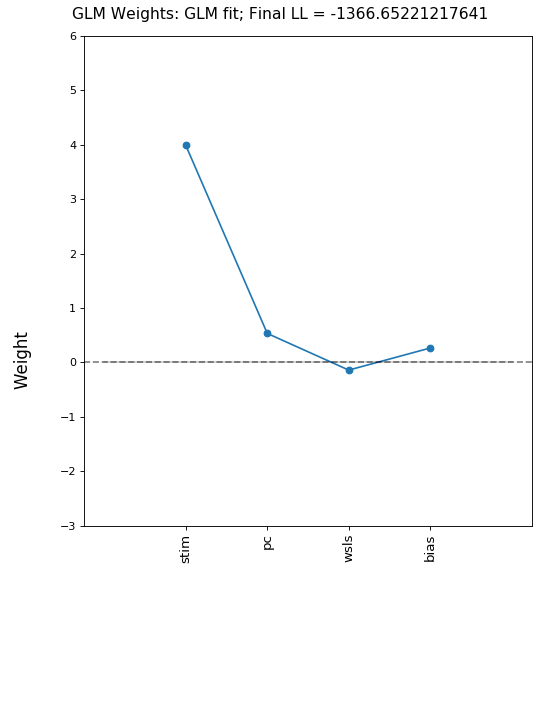 GLM Weights: GLM fit; Final LL = -1366.65221217641
6
5
4
3
2
1
0
−1
−2
−3
Weight
stim
pc
wsls
bias